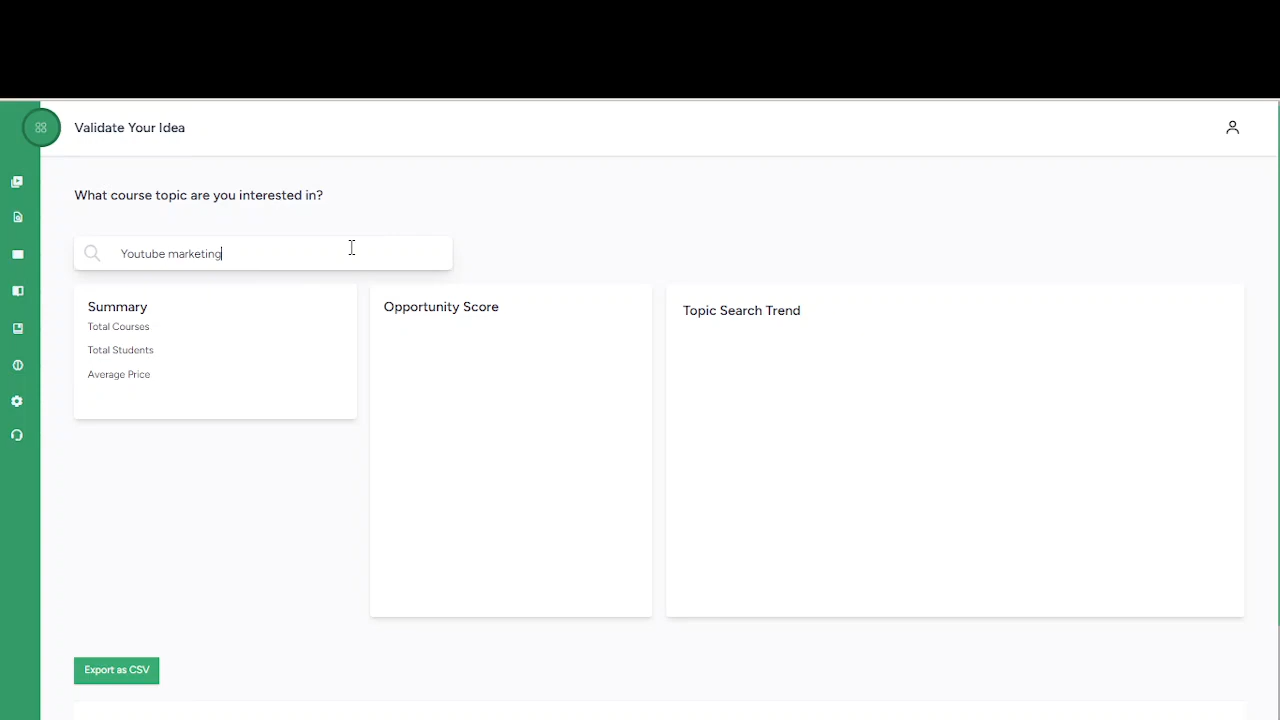 Validate Your Idea
What course topic are you interested in?
Youtube marketing
Summary
Total Courses
Total Students
Average Price
Opportunity Score
Topic Search Trend
Export as CSV